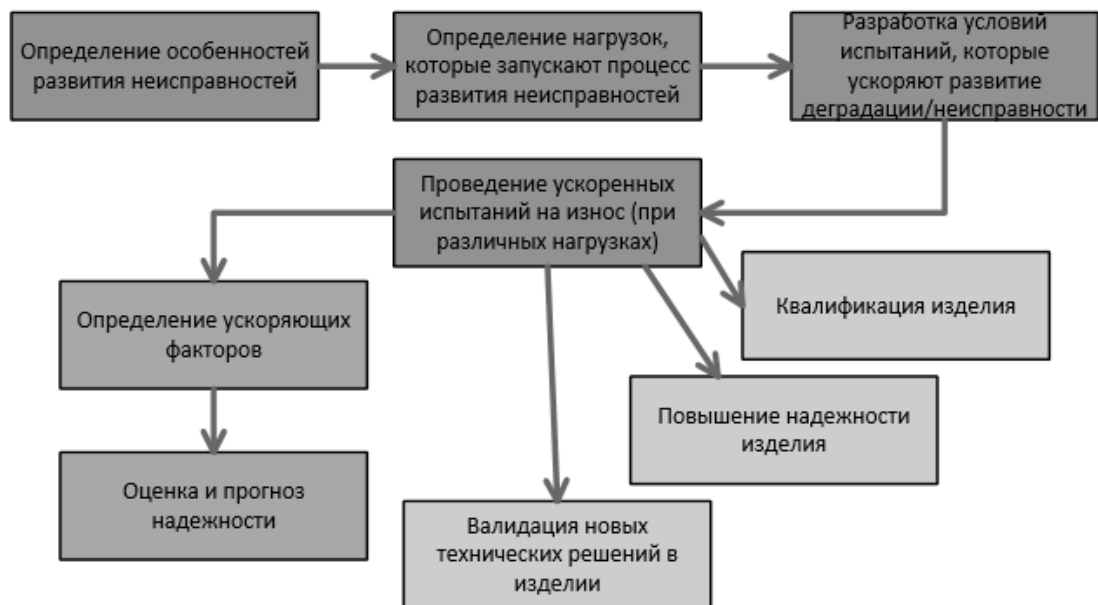 Определение особенностей
развития неисправностей
Определение нагрузок,
которые запускают процесс
развития неисправностей
Разработка условий
испытаний, которые
ускоряют развитие
деградации/неисправности
Проведение ускоренных
испытаний на износ (при
различных нагрузках)
Определение ускоряющих
факторов
Квалификация изделия
Повышение надежности
изделия
Оценка и прогноз
надежности
Валидация новых
технических решений в
изделии